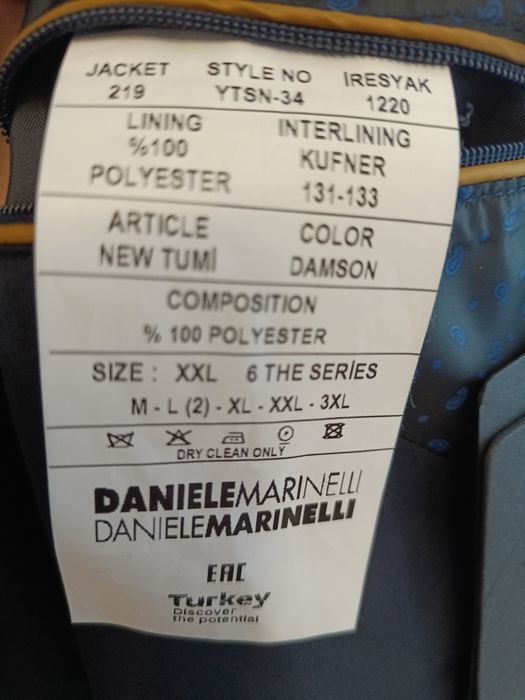 JACKET STYLE NO IRESYAK
219 YTSN-34 1220
LINING INTERLINING
%100 KUFNER
POLYESTER 131-133
ARTICLE COLOR
NEW TUMİ DAMSON
COMPOSITION
% 100 POLYESTER
SIZE : XXL 6 THE SERİES
M - L (2) - XL - XXL - 3XL
DRY CLEAN ONLY
DANIELEMARINELLI
DANIELEMARINELLI
EAC
Turkey
Discover
the potential